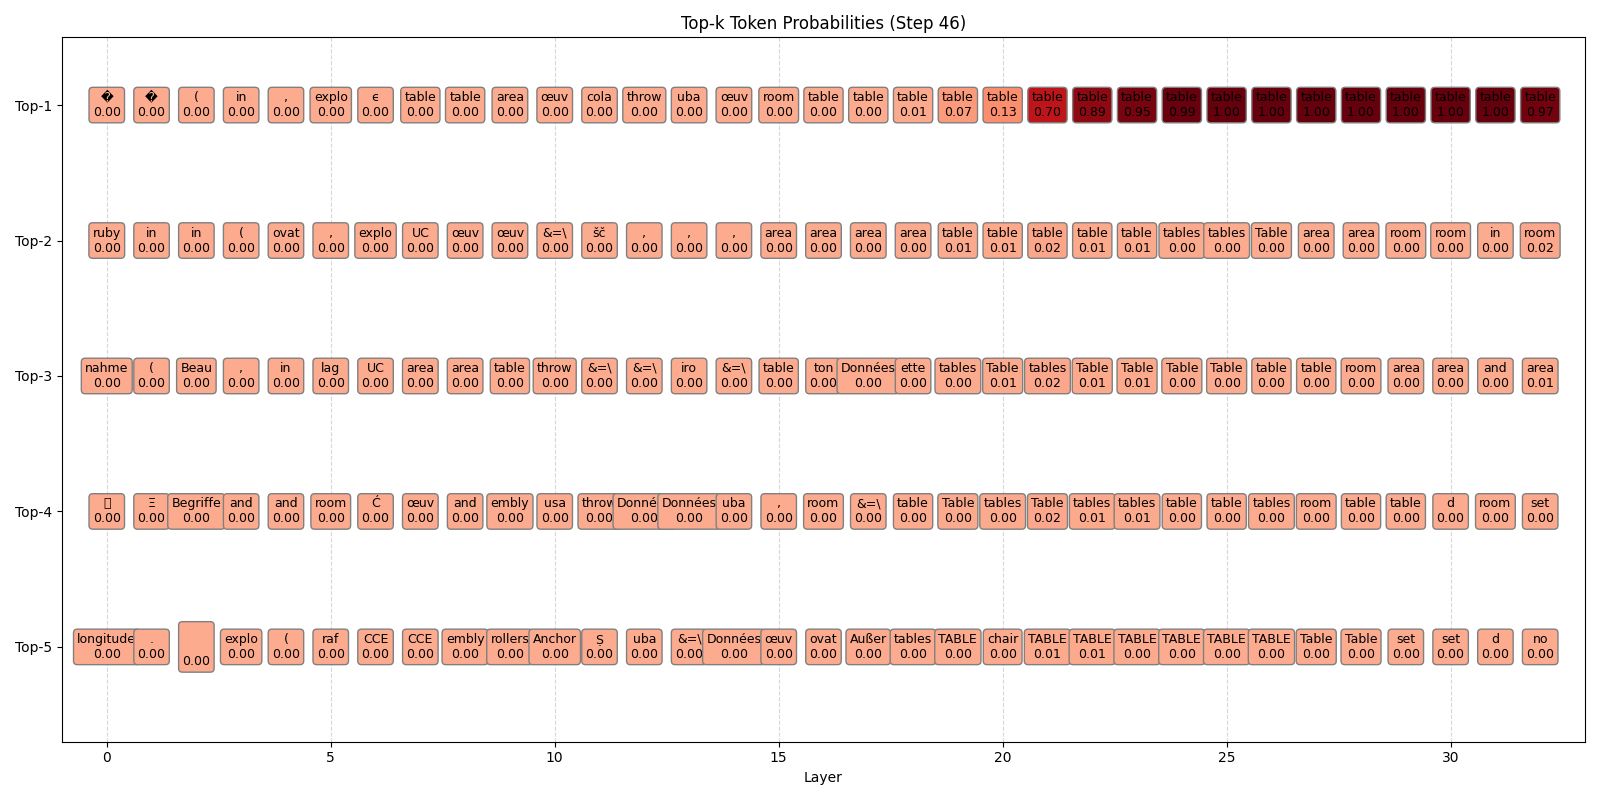 Top-k Token Probabilities (Step 46)
Top-1
� � ( in , explo є table table area œuv cola throw uba œuv room table table table table table table table table table table table table table table table table table
0.00 0.00 0.00 0.00 0.00 0.00 0.00 0.00 0.00 0.00 0.00 0.00 0.00 0.00 0.00 0.00 0.00 0.00 0.01 0.07 0.13 0.70 0.89 0.95 0.99 1.00 1.00 1.00 1.00 1.00 1.00 1.00 0.97
Top-2
ruby in in ( ovat , explo UC œuv œuv &=\ šč , , , area area area area table table table table table tables tables Table area area room room in room
0.00 0.00 0.00 0.00 0.00 0.00 0.00 0.00 0.00 0.00 0.00 0.00 0.00 0.00 0.00 0.00 0.00 0.00 0.00 0.01 0.01 0.02 0.01 0.01 0.00 0.00 0.00 0.00 0.00 0.00 0.00 0.00 0.02
Top-3
nahme ( Beau , in lag UC area area table throw &=\ &=\ iro &=\ table ton Données ette tables Table tables Table Table Table Table table table room area area and area
0.00 0.00 0.00 0.00 0.00 0.00 0.00 0.00 0.00 0.00 0.00 0.00 0.00 0.00 0.00 0.00 0.00 0.00 0.00 0.00 0.01 0.02 0.01 0.01 0.00 0.00 0.00 0.00 0.00 0.00 0.00 0.00 0.01
Top-4
Ξ Begriffe and and room Ć œuv and embly usa throw Donné Données uba , room &=\ table Table tables Table tables tables table table tables room table table d room set
0.00 0.00 0.00 0.00 0.00 0.00 0.00 0.00 0.00 0.00 0.00 0.00 0.00 0.00 0.00 0.00 0.00 0.00 0.00 0.00 0.00 0.02 0.01 0.01 0.00 0.00 0.00 0.00 0.00 0.00 0.00 0.00 0.00
Top-5
longitude . explo ( raf CCE CCE embly rollers Anchor Ș uba &=\ Données œuv ovat Außer tables TABLE chair TABLE TABLE TABLE TABLE TABLE TABLE Table Table set set d no
0.00 0.00 0.00 0.00 0.00 0.00 0.00 0.00 0.00 0.00 0.00 0.00 0.00 0.00 0.00 0.00 0.00 0.00 0.00 0.00 0.00 0.01 0.01 0.00 0.00 0.00 0.00 0.00 0.00 0.00 0.00 0.00 0.00
0 5 10 15 20 25 30
Layer